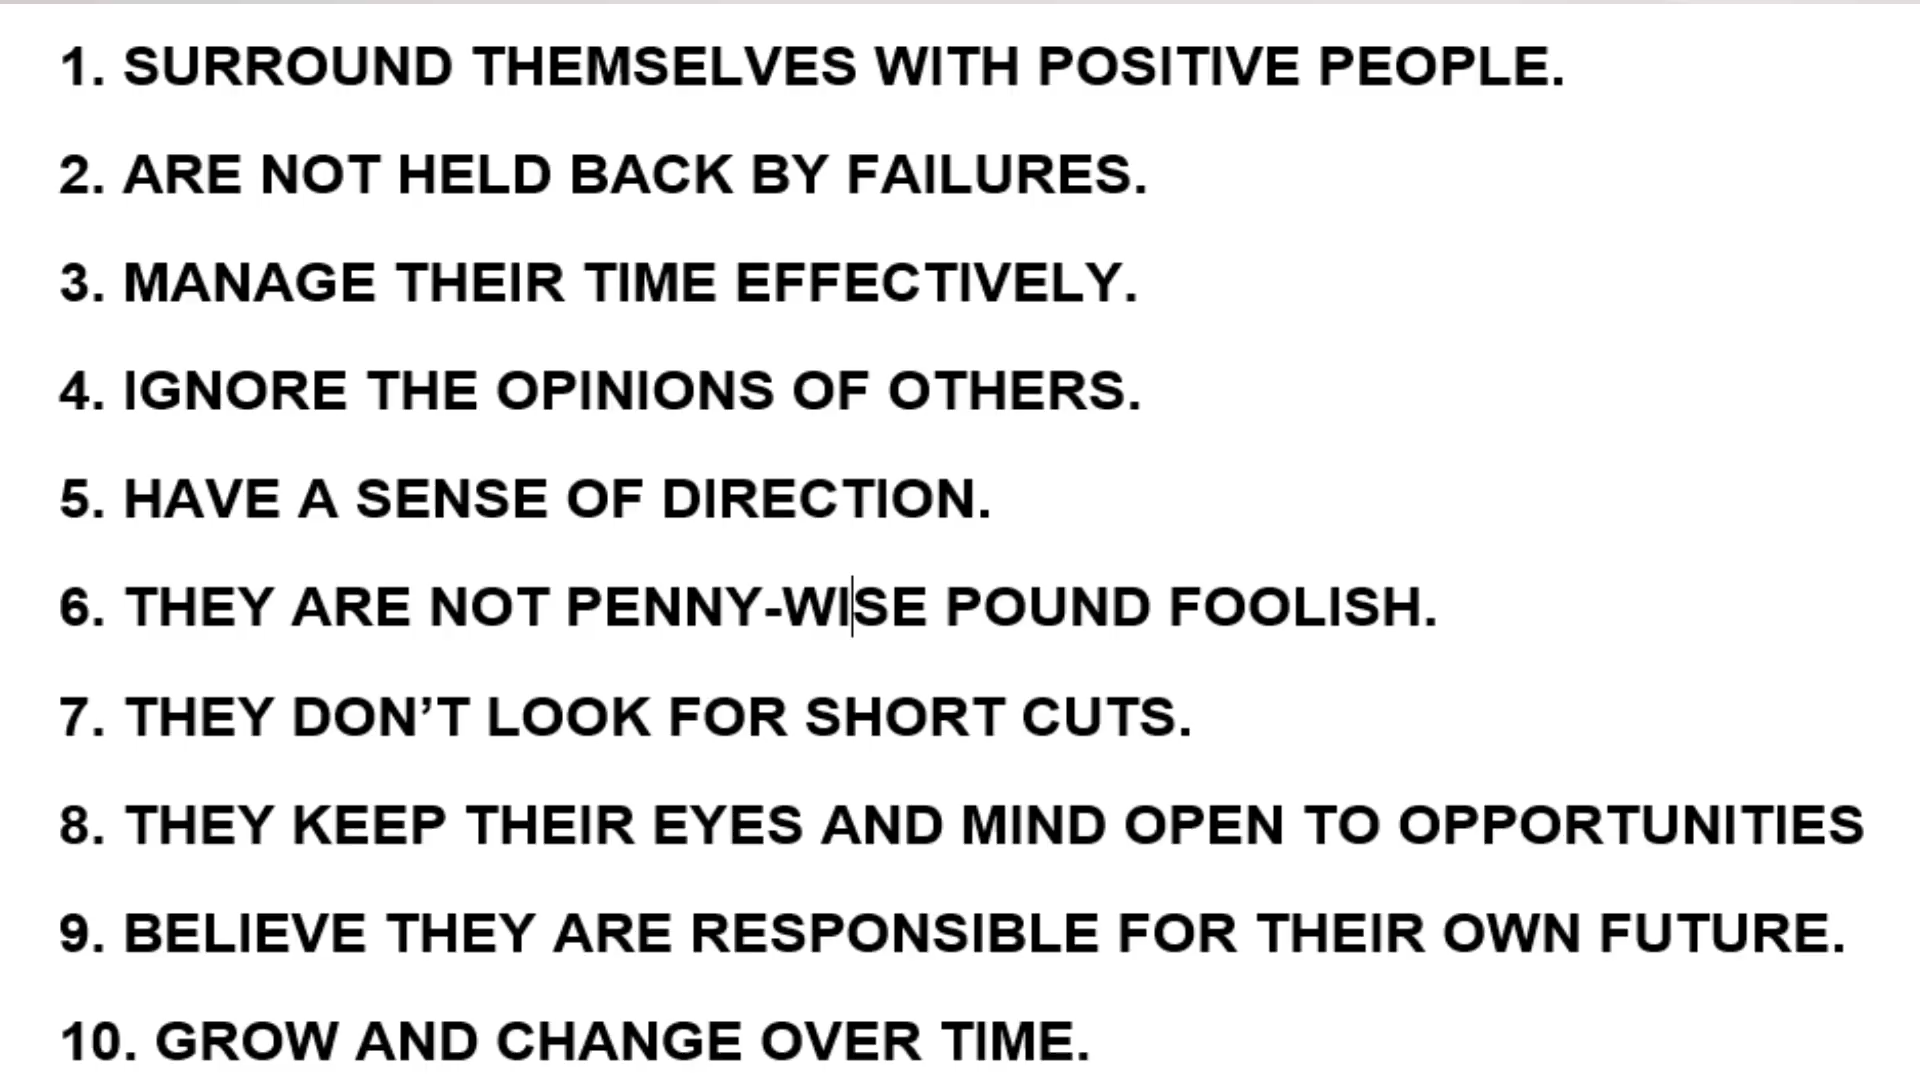 1. SURROUND THEMSELVES WITH POSITIVE PEOPLE.
2. ARE NOT HELD BACK BY FAILURES.
3. MANAGE THEIR TIME EFFECTIVELY.
4. IGNORE THE OPINIONS OF OTHERS.
5. HAVE A SENSE OF DIRECTION.
6. THEY ARE NOT PENNY-WISE POUND FOOLISH.
7. THEY DON’T LOOK FOR SHORT CUTS.
8. THEY KEEP THEIR EYES AND MIND OPEN TO OPPORTUNITIES
9. BELIEVE THEY ARE RESPONSIBLE FOR THEIR OWN FUTURE.
10. GROW AND CHANGE OVER TIME.